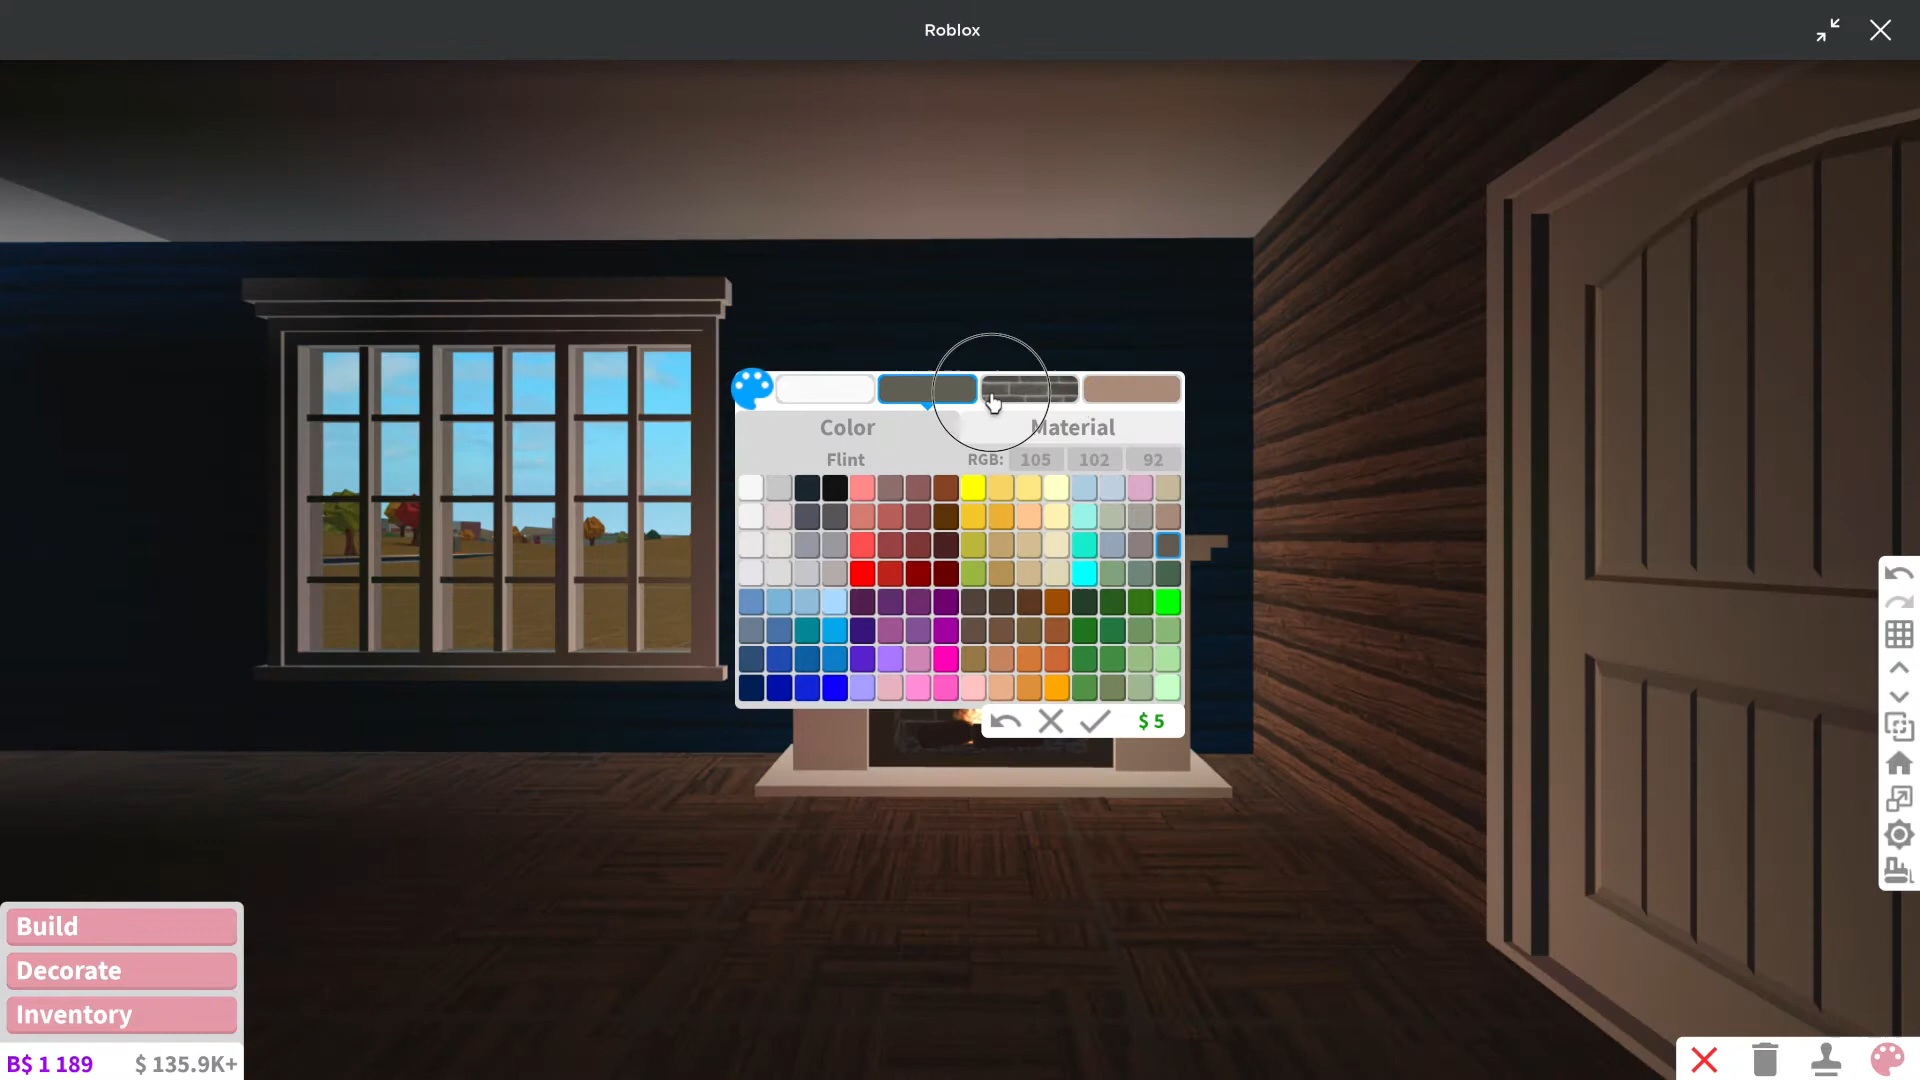 Roblox
Color
Material
Flint
RGB: 105 102 92
$ 5
Build
Decorate
Inventory
B$ 1 189 $ 135.9K+